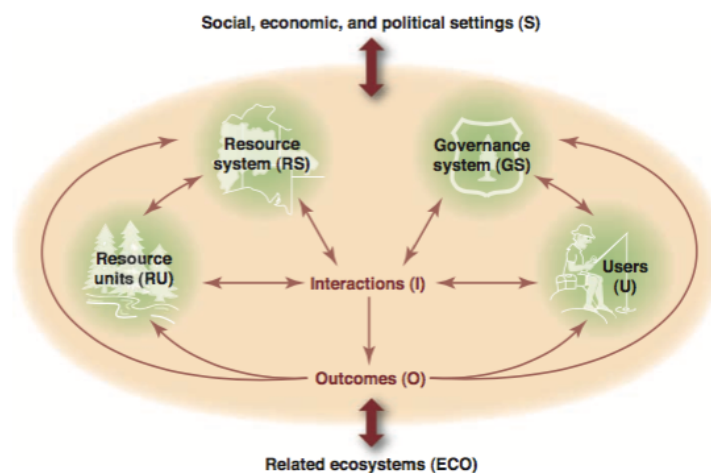 Social, economic, and political settings (S)
Resource
system (RS)
Governance
system (GS)
Resource
units (RU)
Interactions (I)
Users
(U)
Outcomes (O)
Related ecosystems (ECO)